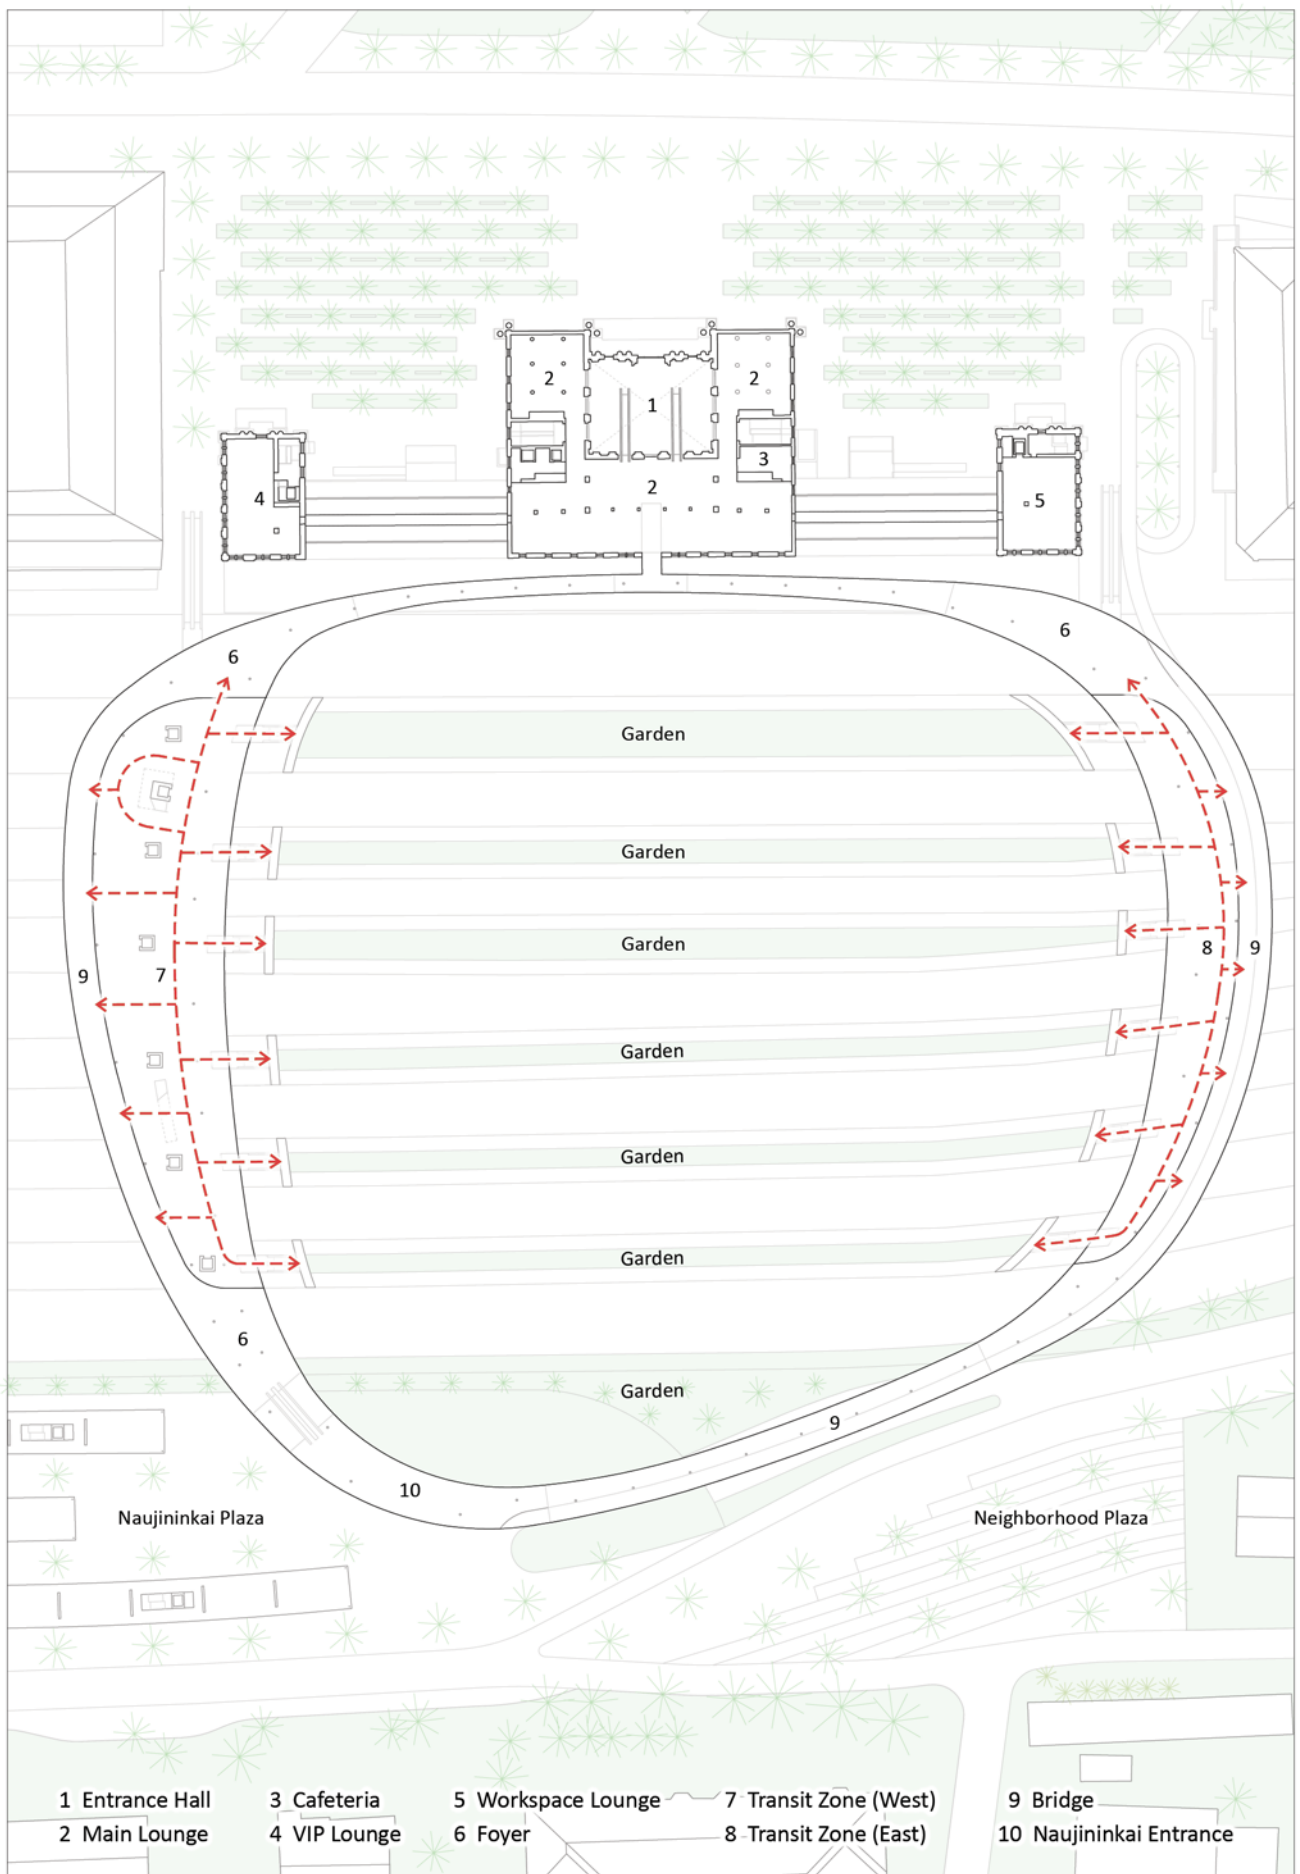 2
2
1
3
2
4
5
6
6
Garden
Garden
Garden
8
9
9
7
Garden
Garden
Garden
6
Garden
9
10
Naujininkai Plaza
Neighborhood Plaza
1 Entrance Hall
2 Main Lounge
3 Cafeteria
4 VIP Lounge
5 Workspace Lounge
6 Foyer
7 Transit Zone (West)
8 Transit Zone (East)
9 Bridge
10 Naujininkai Entrance